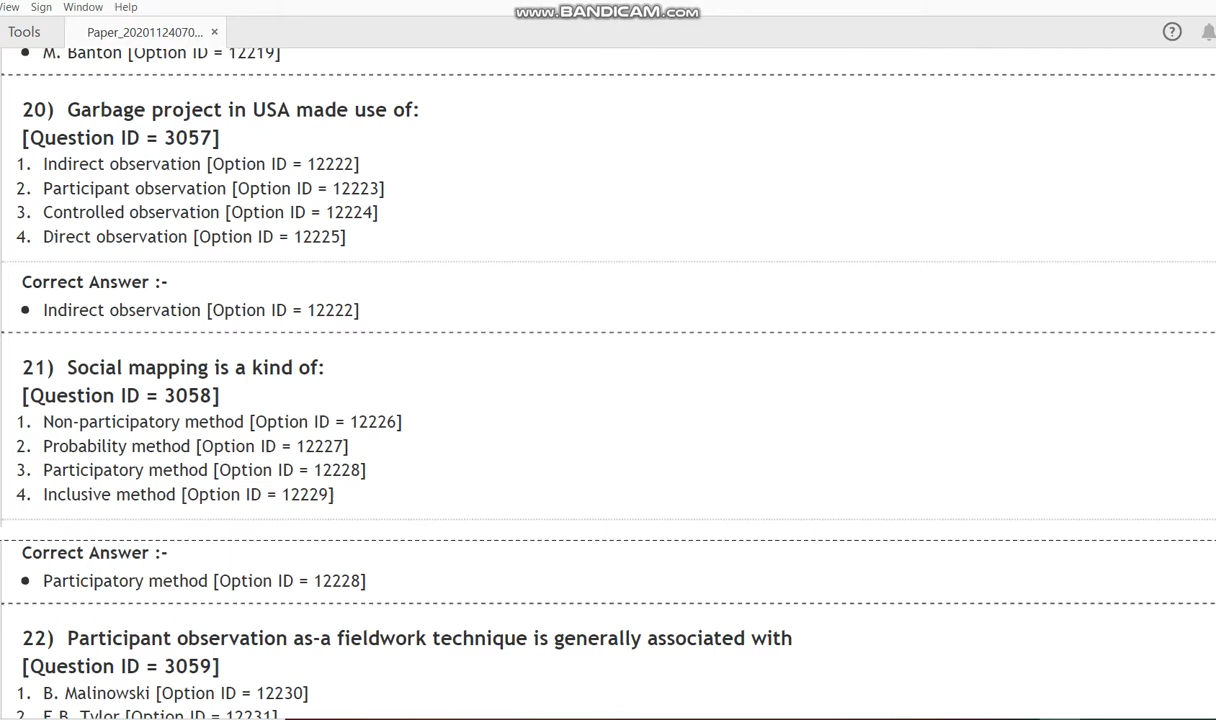 View Sign Window Help
www.BANDICAM.com
Tools Paper_20201124070... ×
?
• M. Banton [Option ID = 12219]
20) Garbage project in USA made use of:
[Question ID = 3057]
1. Indirect observation [Option ID = 12222]
2. Participant observation [Option ID = 12223]
3. Controlled observation [Option ID = 12224]
4. Direct observation [Option ID = 12225]
Correct Answer :-
• Indirect observation [Option ID = 12222]
21) Social mapping is a kind of:
[Question ID = 3058]
1. Non-participatory method [Option ID = 12226]
2. Probability method [Option ID = 12227]
3. Participatory method [Option ID = 12228]
4. Inclusive method [Option ID = 12229]
Correct Answer :-
• Participatory method [Option ID = 12228]
22) Participant observation as-a fieldwork technique is generally associated with
[Question ID = 3059]
1. B. Malinowski [Option ID = 12230]
2. E.B. Tylor [Option ID = 12231]